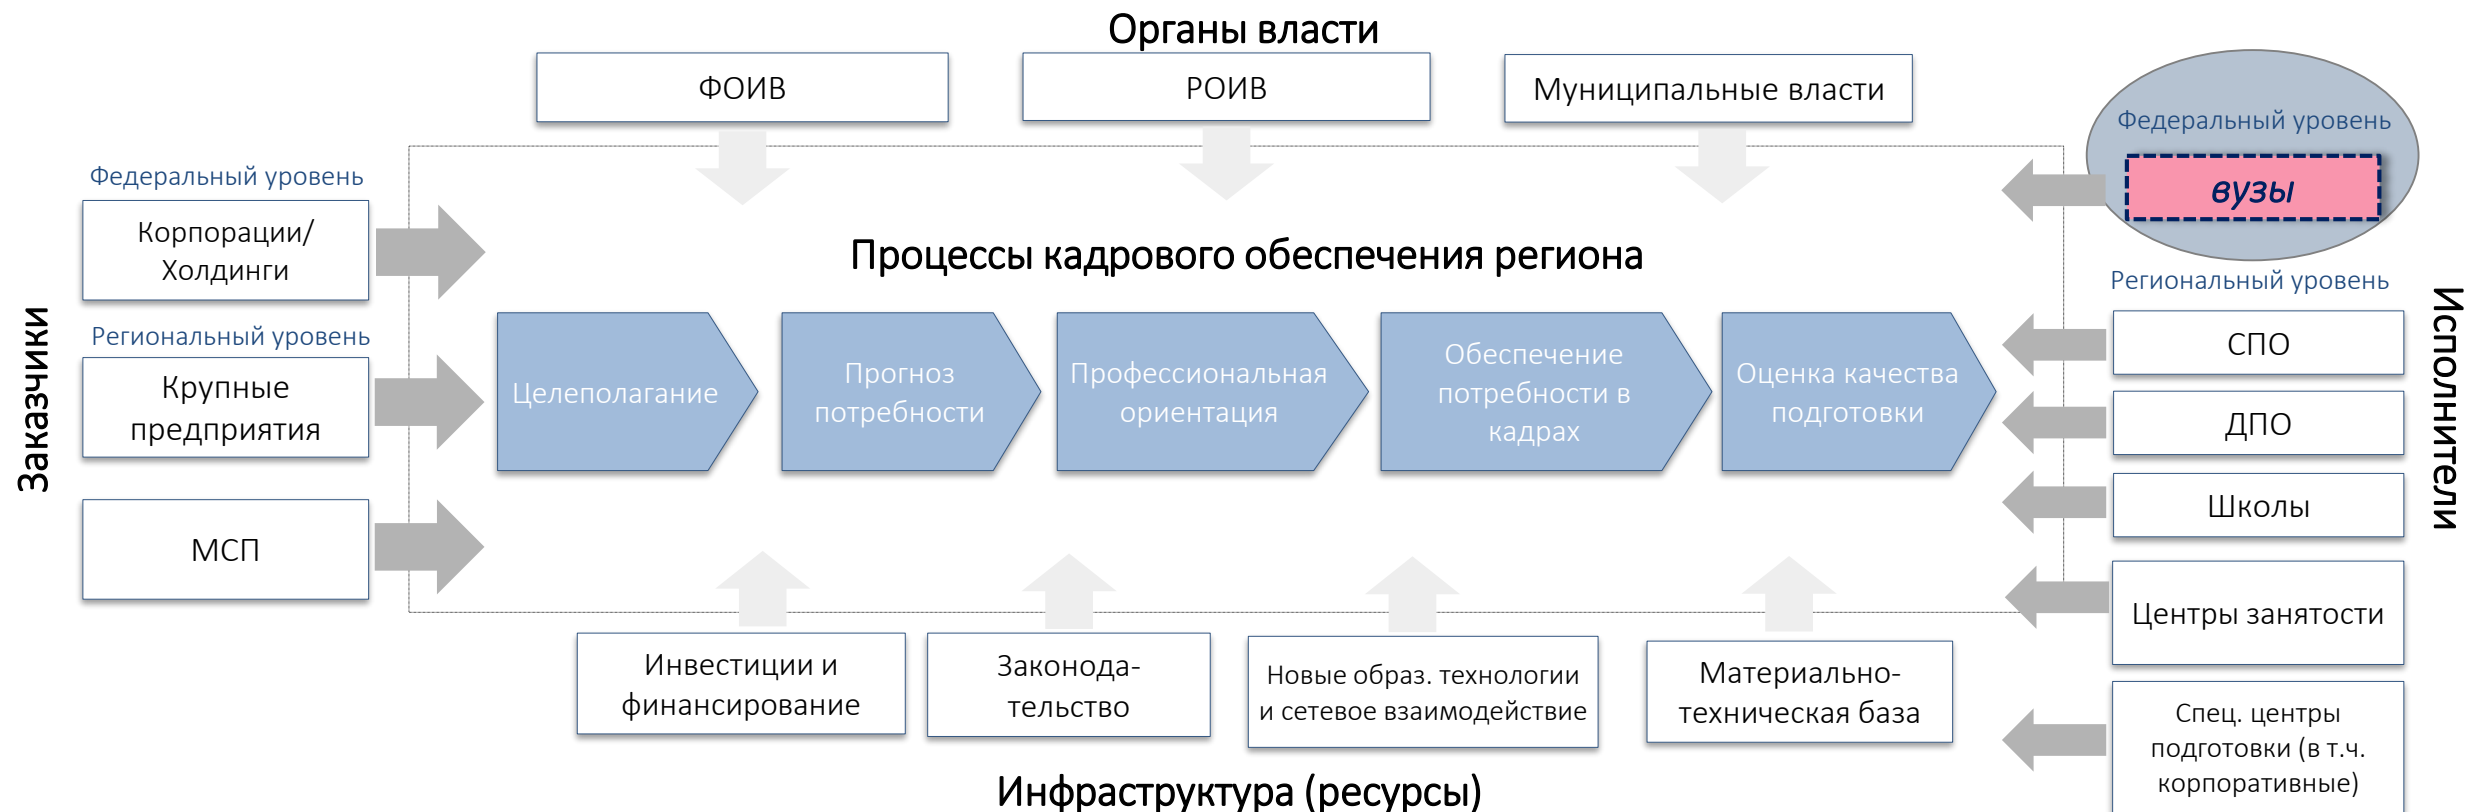 Органы власти
ФОИВ
РОИВ
Муниципальные власти
Федеральный уровень
вузы
Федеральный уровень
Корпорации/
Холдинги
Процессы кадрового обеспечения региона
Региональный уровень
Заказчики
Исполнители
Региональный уровень
Крупные
предприятия
МСП
Целеполагание
Прогноз
потребности
Профессиональная
ориентация
Обеспечение
потребности в
кадрах
Оценка качества
подготовки
СПО
ДПО
Школы
Центры занятости
Спец. центры
подготовки (в т.ч.
корпоративные)
Инвестиции и
финансирование
Законода-
тельство
Новые образ. технологии
и сетевое взаимодействие
Материально-
техническая база
Инфраструктура (ресурсы)